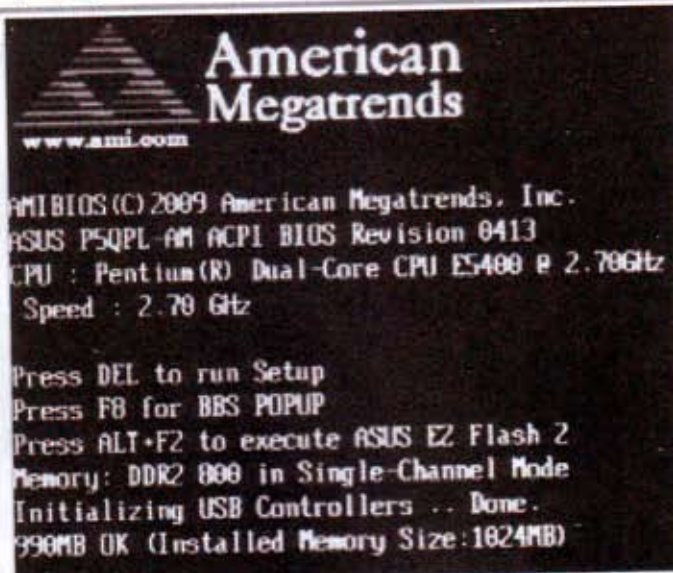 American
Megatrends
www.ami.com
AMIBIOS(C)2009 American Megatrends, Inc.
ASUS P5QPL-AM ACPI BIOS Revision 0413
CPU : Pentium(R) Dual-Core CPU E5400 @ 2.70GHz
Speed : 2.70 GHz
Press DEL to run Setup
Press F8 for BBS POPUP
Press ALT+F2 to execute ASUS EZ Flash 2
Memory: DDR2 800 in Single-Channel Mode
Initializing USB Controllers .. Done.
990MB OK (Installed Memory Size:1024MB)